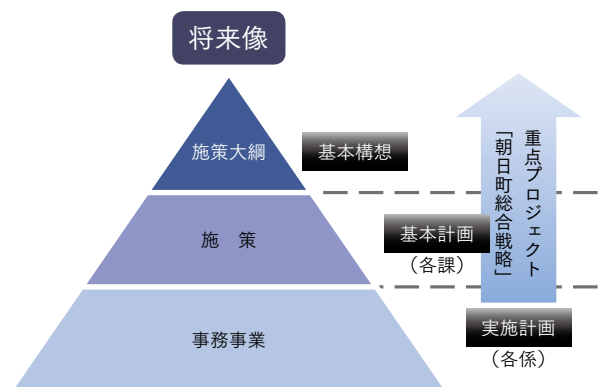 将来像
施策大綱
基本構想
重点プロジェクト
「朝日町総合戦略」
施　策
基本計画
（各課）
事務事業
実施計画
（各係）